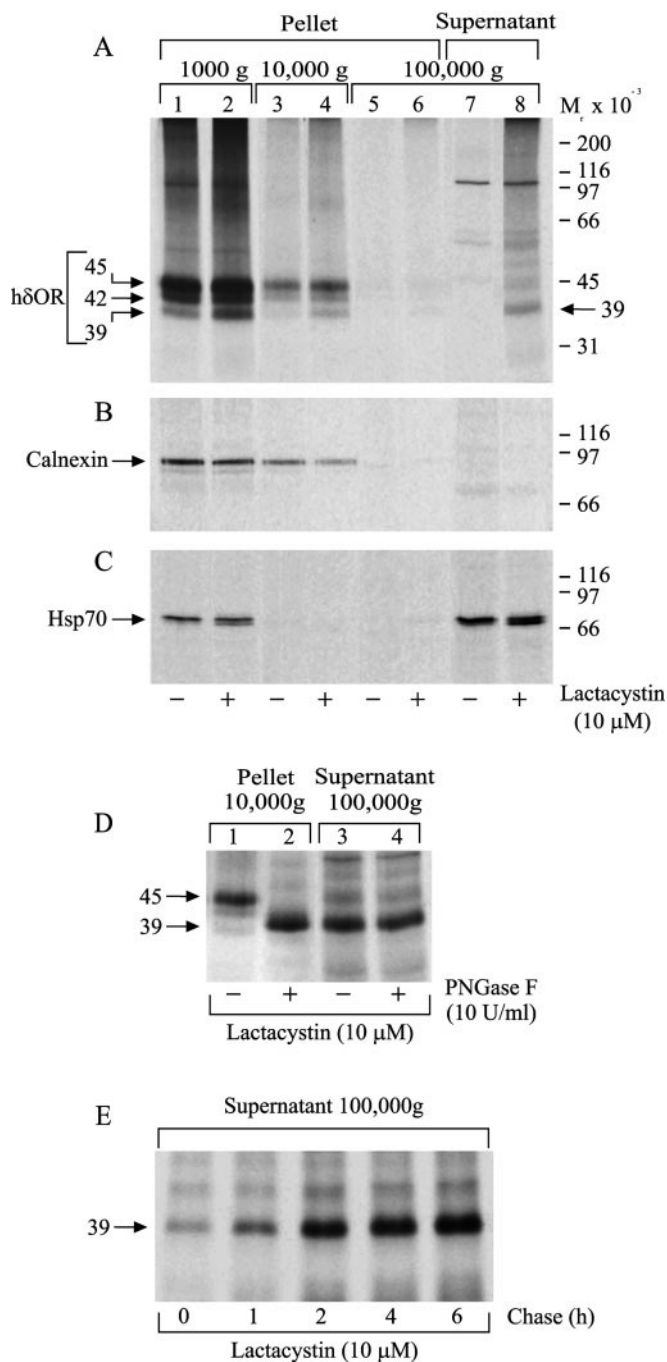 A
Pellet
Supernatant
1000 g
10,000 g
100,000 g
1 2 3 4 5 6 7 8
M r x 10 -3
200
116
97
66
45
39
31
hδOR
45
42
39
B
Calnexin
116
97
66
C
Hsp70
116
97
66
− + − + − + − +
Lactacystin
(10 μM)
D
Pellet
10,000g
Supernatant
100,000g
1 2 3 4
45
39
− + − +
PNGase F
(10 U/ml)
Lactacystin (10 μM)
E
Supernatant 100,000g
39
0 1 2 4 6
Chase (h)
Lactacystin (10 μM)